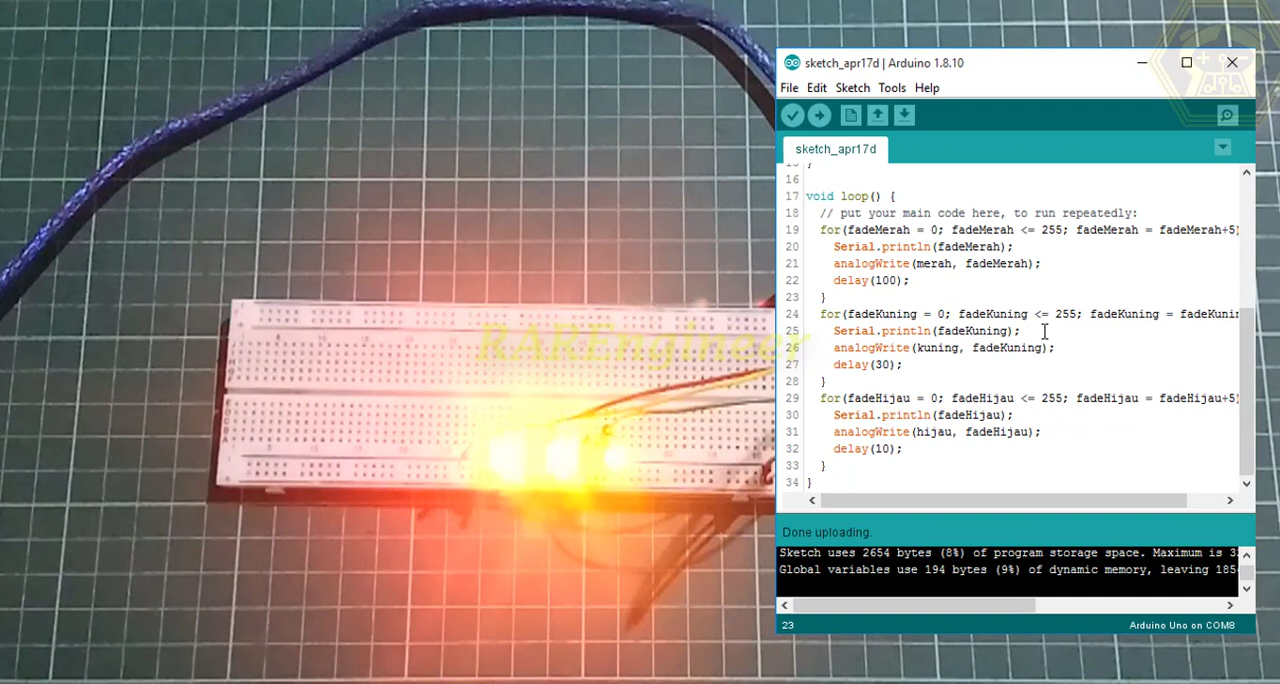 sketch_apr17d | Arduino 1.8.10
File Edit Sketch Tools Help
sketch_apr17d
16
17 void loop() {
18 // put your main code here, to run repeatedly:
19 for(fadeMerah = 0; fadeMerah <= 255; fadeMerah = fadeMerah+5)
20 Serial.println(fadeMerah);
21 analogWrite(merah, fadeMerah);
22 delay(100);
23 }
24 for(fadeKuning = 0; fadeKuning <= 255; fadeKuning = fadeKunin
25 Serial.println(fadeKuning);
26 analogWrite(kuning, fadeKuning);
27 delay(30);
28 }
29 for(fadeHijau = 0; fadeHijau <= 255; fadeHijau = fadeHijau+5)
30 Serial.println(fadeHijau);
31 analogWrite(hijau, fadeHijau);
32 delay(10);
33 }
34 }
RAREngineer
Done uploading.
Sketch uses 2654 bytes (8%) of program storage space. Maximum is 3
Global variables use 194 bytes (9%) of dynamic memory, leaving 185
23
Arduino Uno on COM8